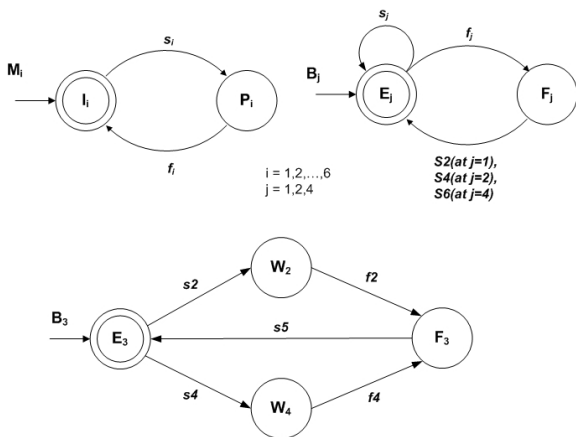 s_i
M_i
I_i
P_i
f_i
s_j
f_j
B_j
E_j
F_j
S2(at j=1),
S4(at j=2),
S6(at j=4)
i = 1,2,…,6
j = 1,2,4
W_2
s2
f2
B_3
E_3
s5
F_3
s4
f4
W_4